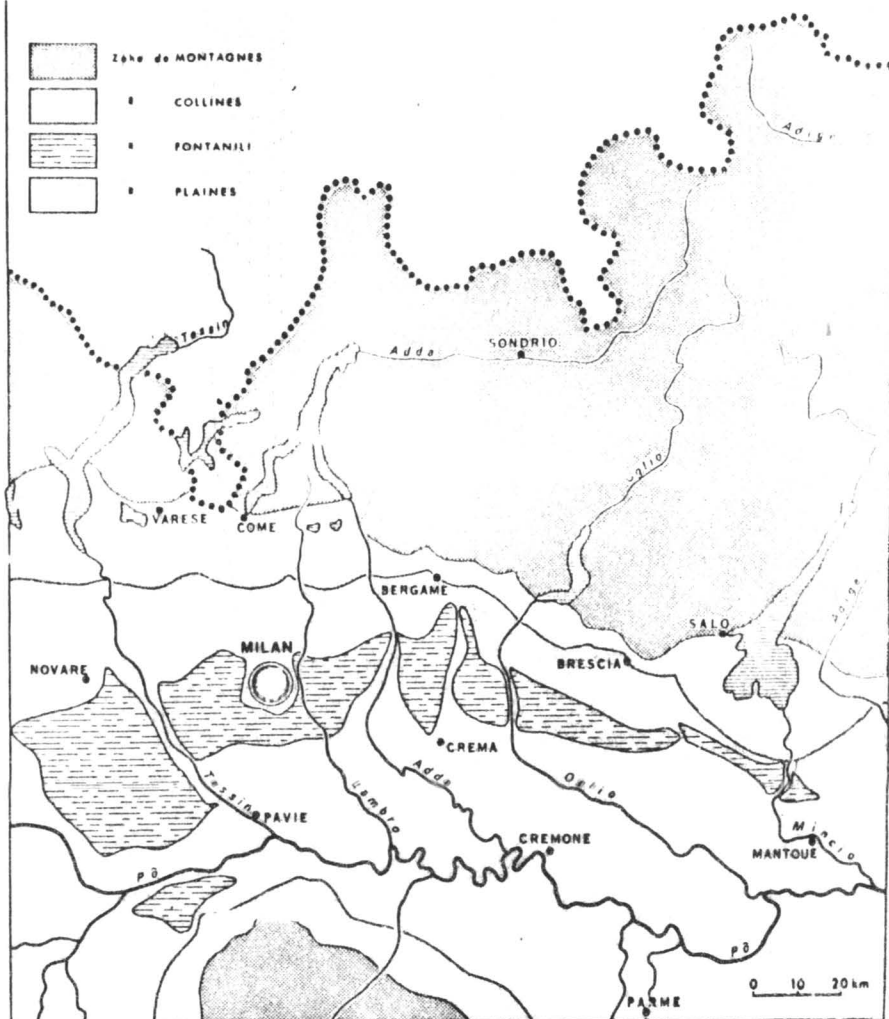 Zône de MONTAGNES
" COLLINES
" FONTANILI
" PLAINES
Adige
Tessin
Adda
SONDRIO
Oglio
VARESE
COME
BERGAME
Adige
SALO
MILAN
BRESCIA
NOVARE
CREMA
Tessin
Adda
Oglio
PAVIE
Lambro
CREMONE
Mincio
MANTOUE
Pô
Pô
0 10 20 km
PARME